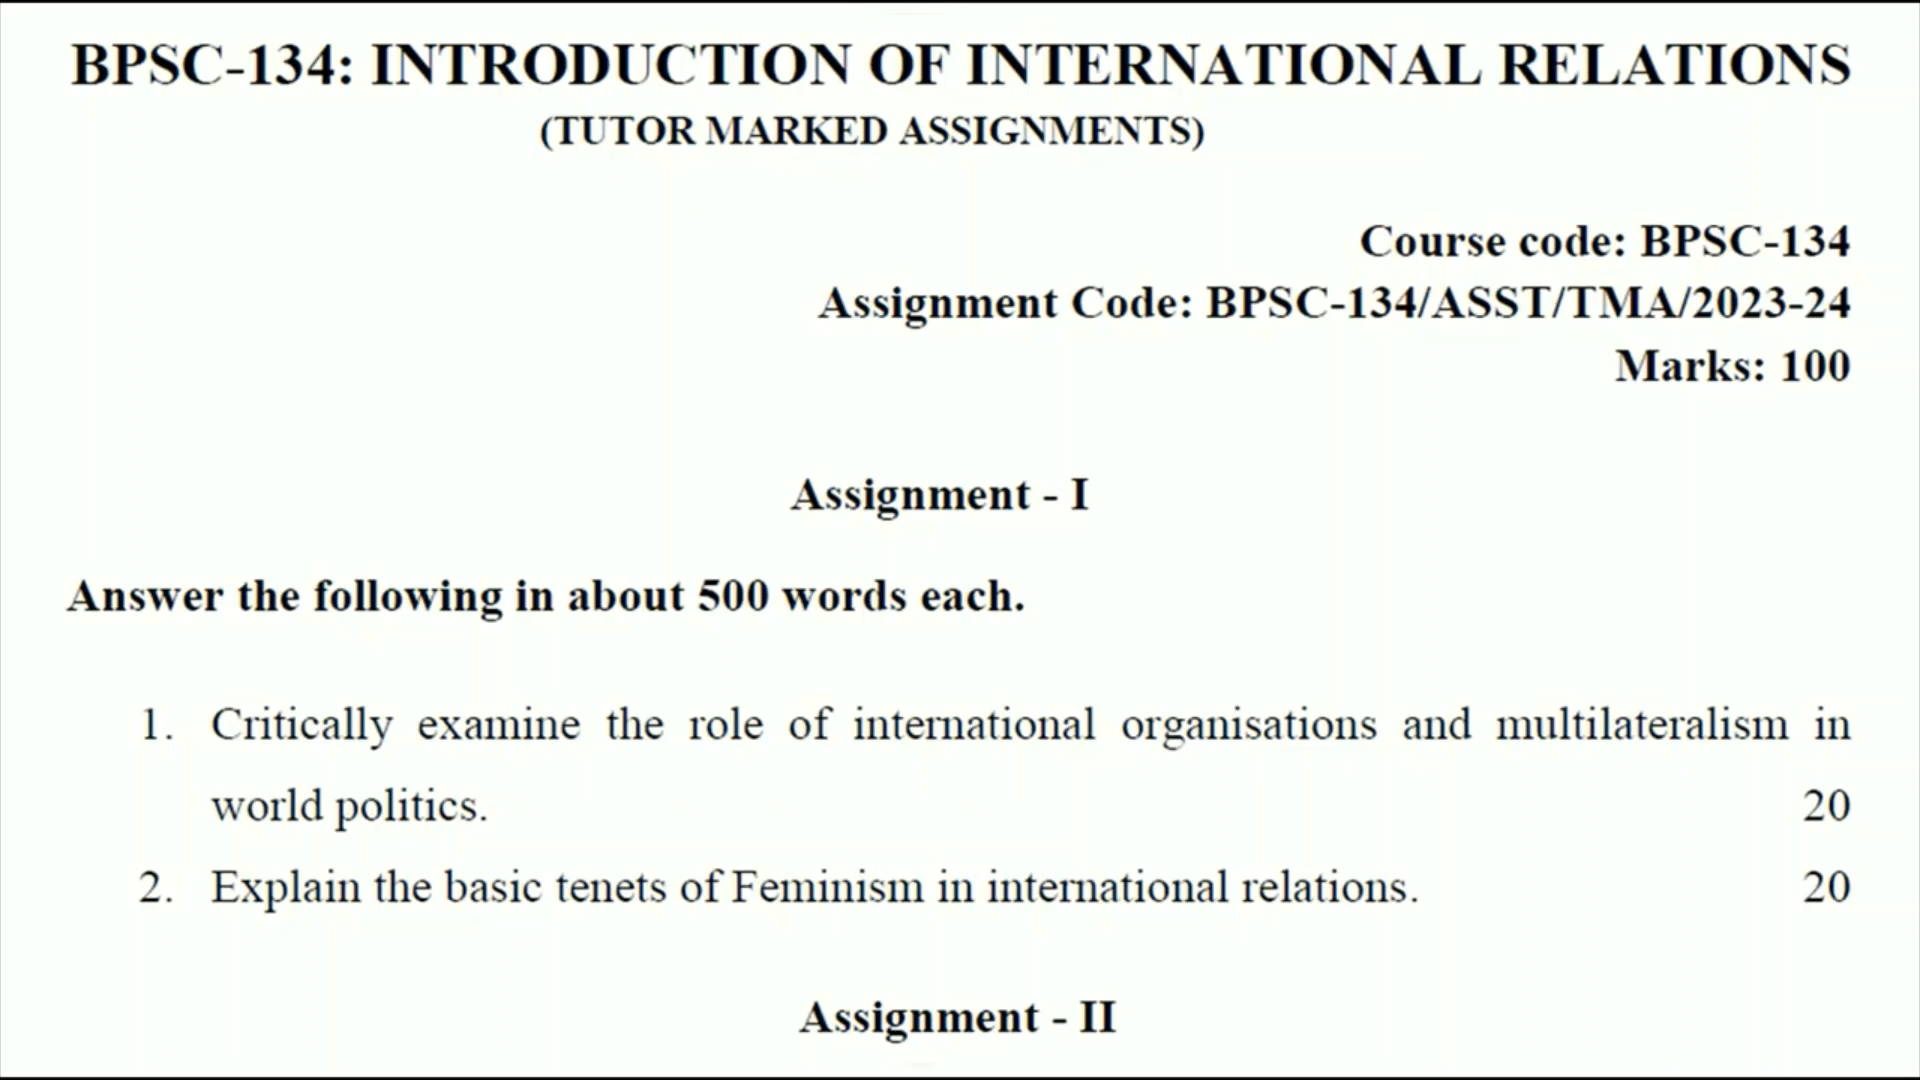 BPSC-134: INTRODUCTION OF INTERNATIONAL RELATIONS
(TUTOR MARKED ASSIGNMENTS)
Course code: BPSC-134
Assignment Code: BPSC-134/ASST/TMA/2023-24
Marks: 100
Assignment - I
Answer the following in about 500 words each.
1. Critically examine the role of international organisations and multilateralism in
world politics. 20
2. Explain the basic tenets of Feminism in international relations. 20
Assignment - II